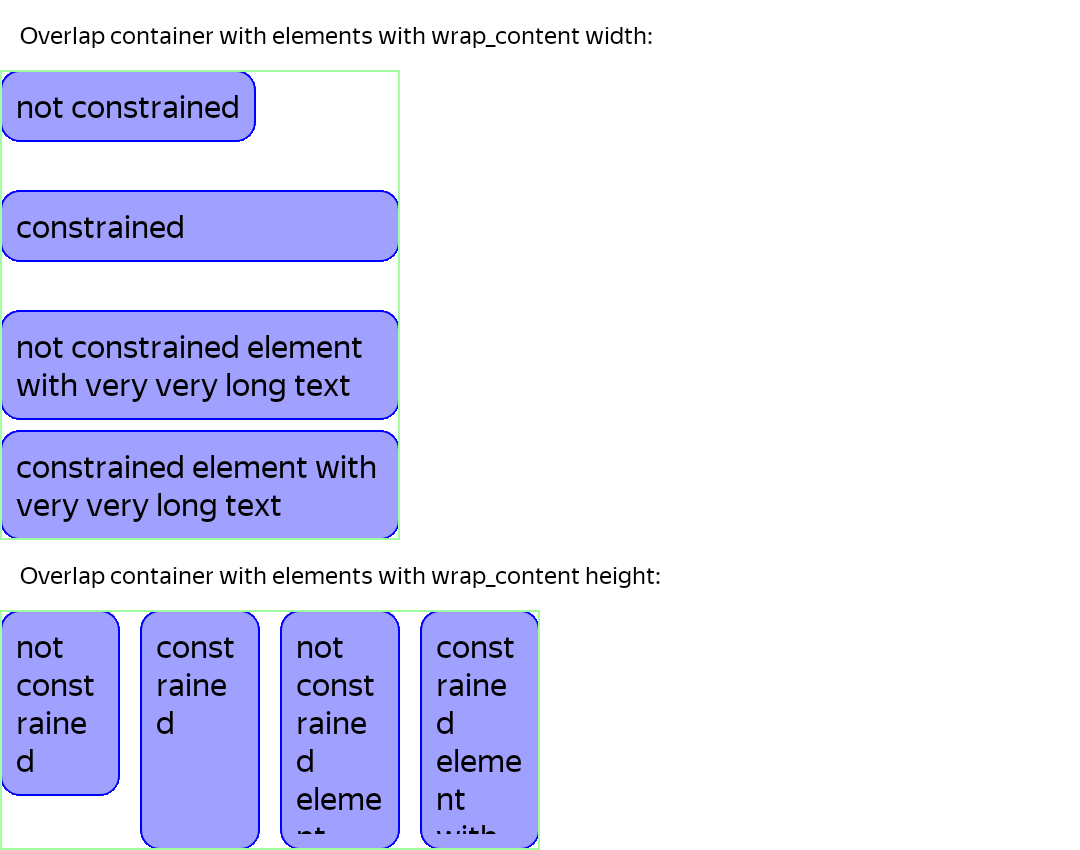 Overlap container with elements with wrap_content width:
not constrained
constrained
not constrained element
with very very long text
constrained element with
very very long text
Overlap container with elements with wrap_content height:
not
const
raine
d
const
raine
d
not
const
raine
d
eleme
nt
const
raine
d
eleme
nt
with